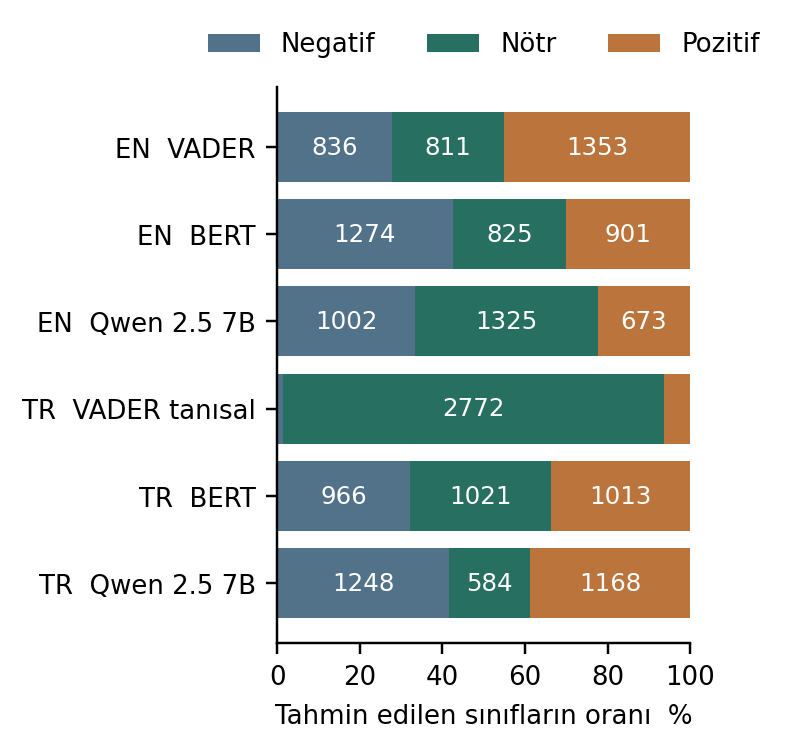 Negatif Nötr Pozitif
EN VADER 836 811 1353
EN BERT 1274 825 901
EN Qwen 2.5 7B 1002 1325 673
TR VADER tanısal 2772
TR BERT 966 1021 1013
TR Qwen 2.5 7B 1248 584 1168
0 20 40 60 80 100
Tahmin edilen sınıfların oranı %